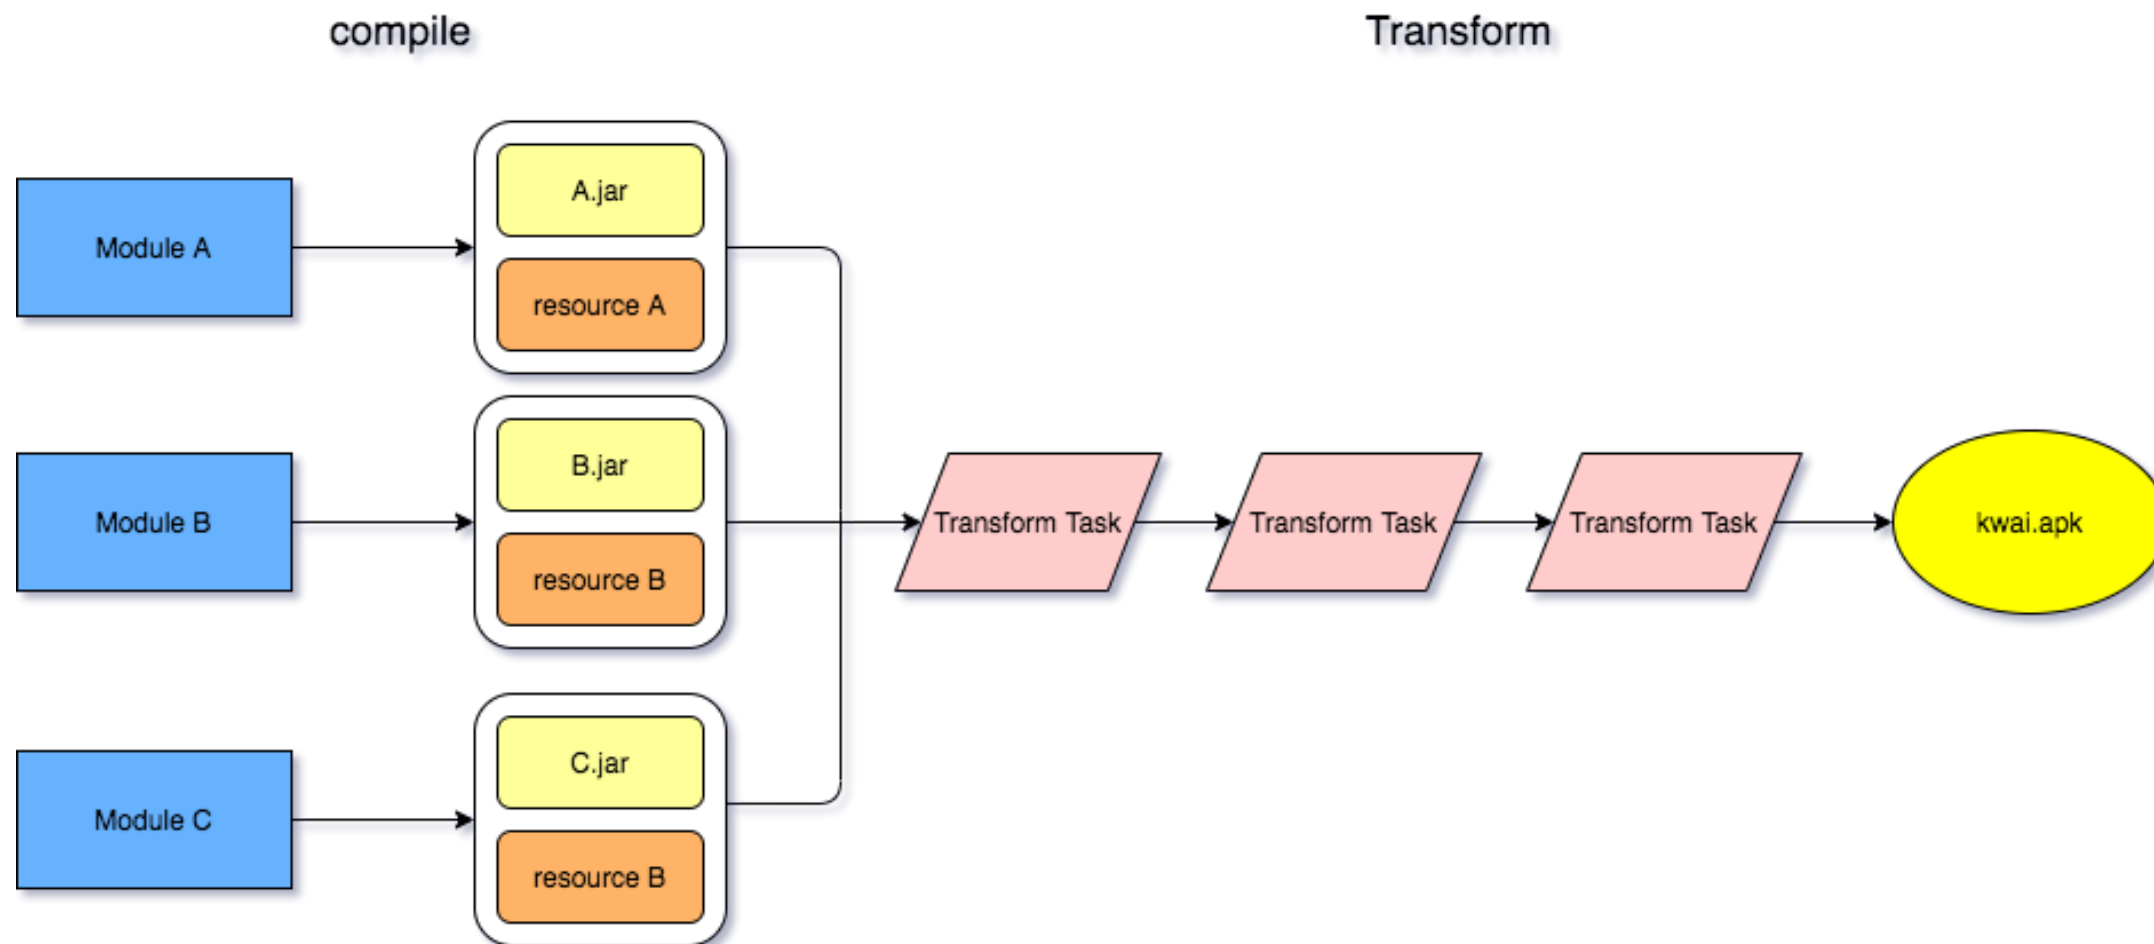 compile
Transform
Module A
A.jar
resource A
Module B
B.jar
resource B
Transform Task
Transform Task
Transform Task
kwai.apk
Module C
C.jar
resource B